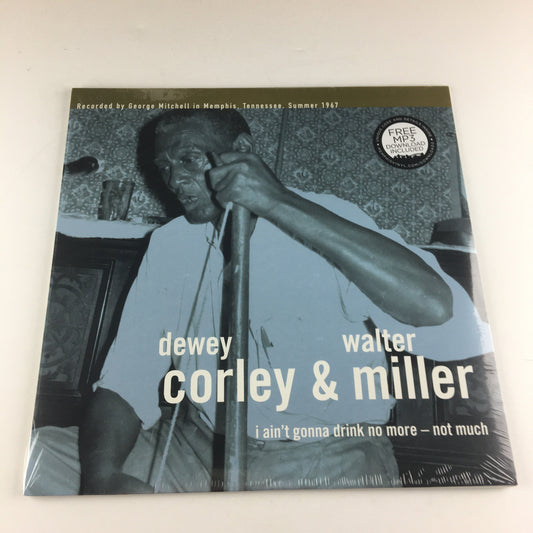 Recorded by George Mitchell in Memphis, Tennessee, Summer 1967
FREE
MP3
DOWNLOAD
INCLUDED
dewey walter
corley & miller
i ain't gonna drink no more – not much